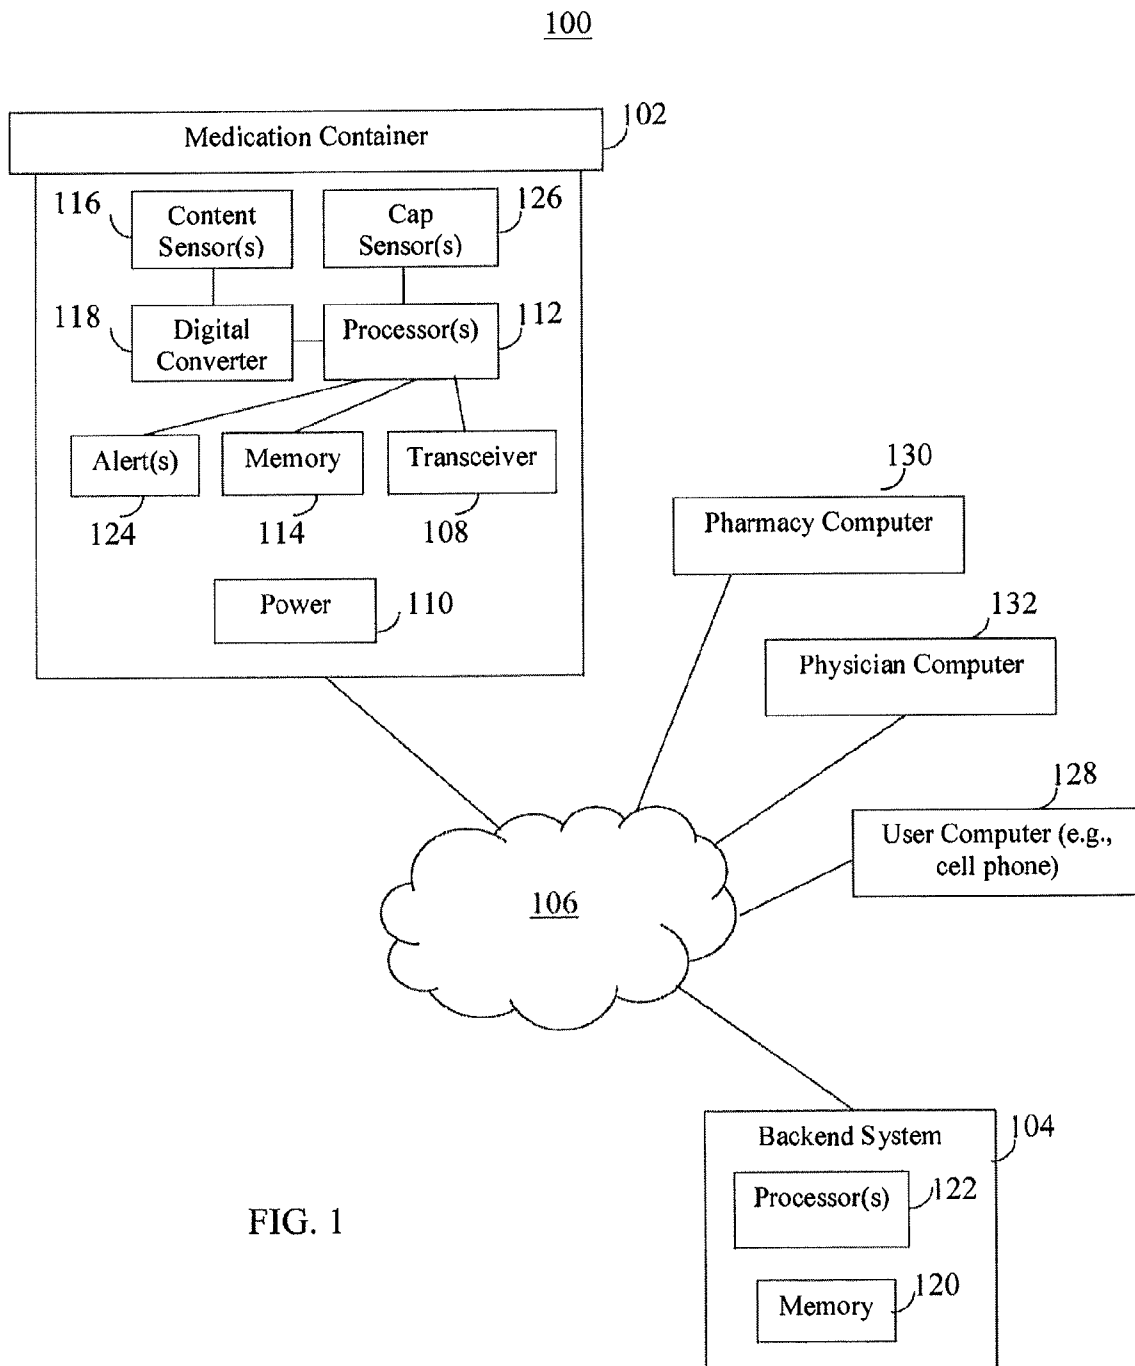 100
Medication Container
102
116
Content
Sensor(s)
Cap
Sensor(s)
126
118
Digital
Converter
Processor(s)
112
Alert(s)
Memory
Transceiver
124
114
108
Power
110
130
Pharmacy Computer
132
Physician Computer
128
User Computer (e.g.,
cell phone)
106
Backend System
104
Processor(s)
122
Memory
120
FIG. 1